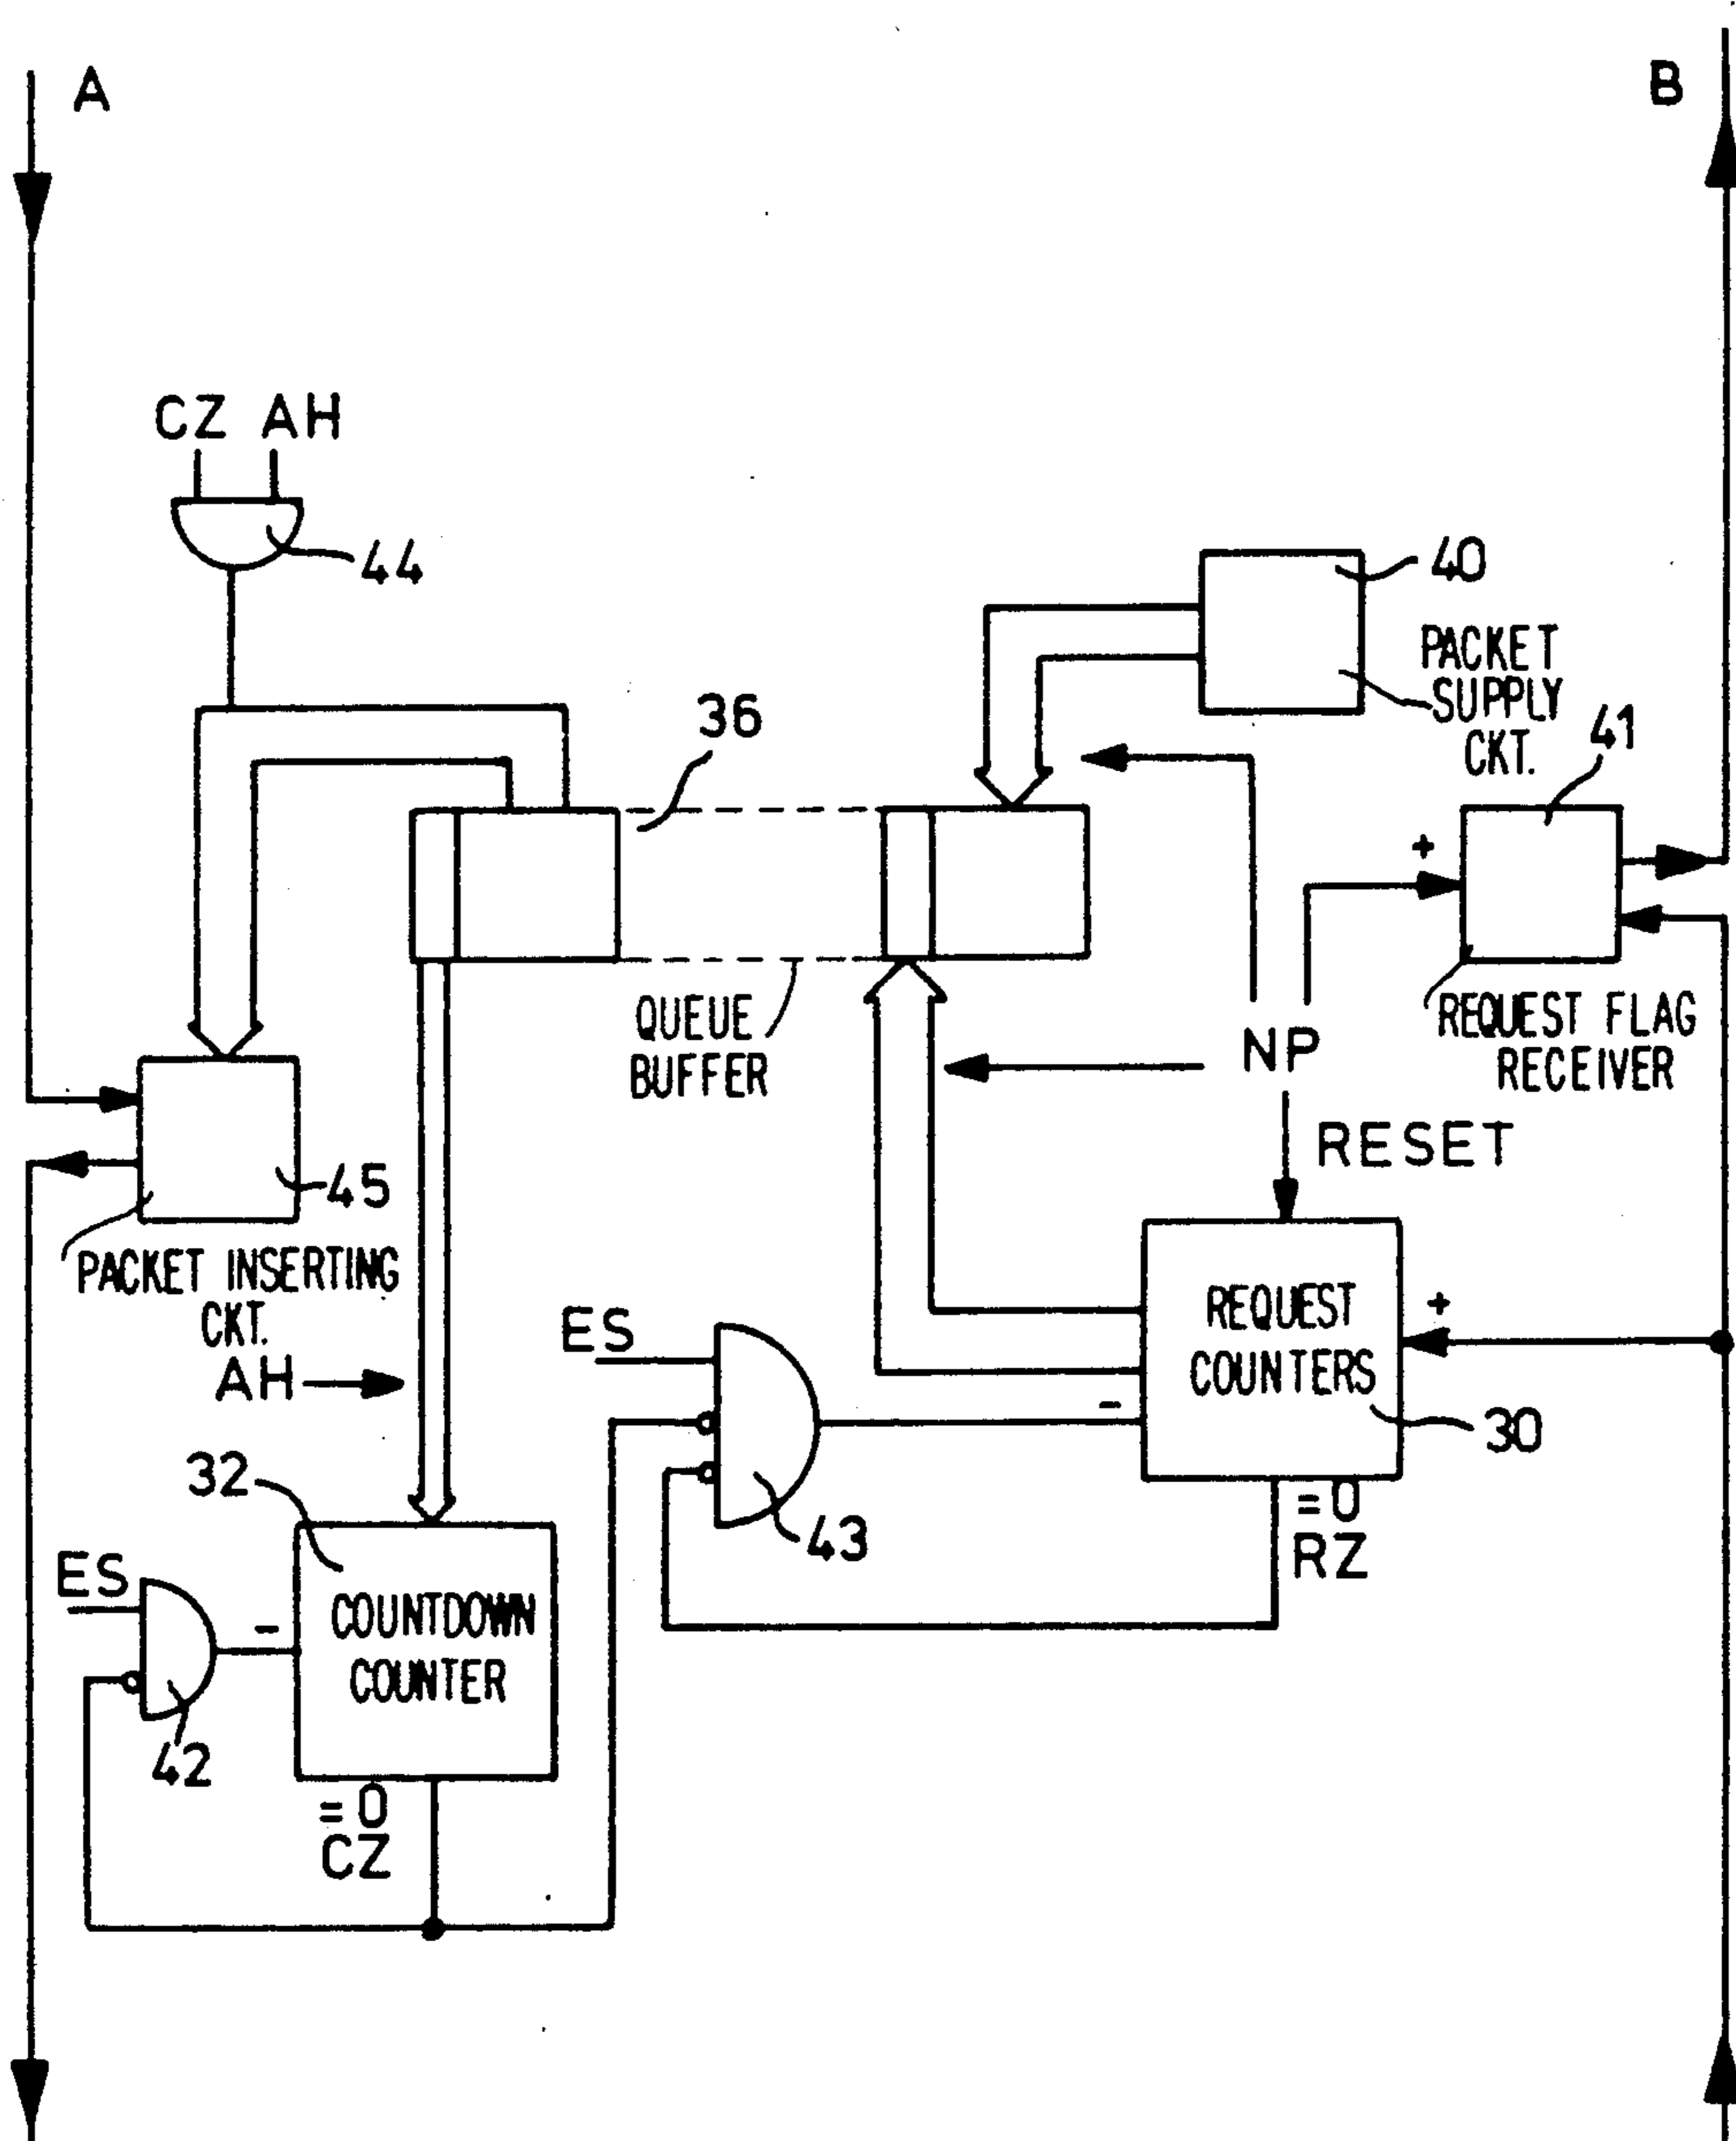 A
B
CZ AH
44
40
PACKET
SUPPLY
CKT.
41
36
+
QUEUE
BUFFER
NP
REQUEST FLAG
RECEIVER
RESET
45
PACKET INSERTING
CKT.
AH
ES
REQUEST
COUNTERS
+
-
30
32
43
=0
RZ
ES
-
COUNTDOWN
COUNTER
42
=0
CZ